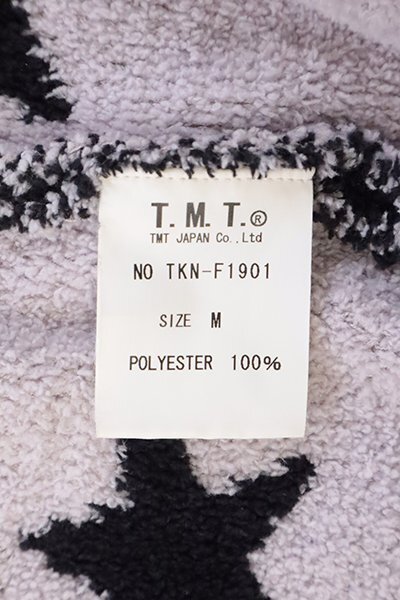 T.M.T.®
TMT JAPAN Co.,Ltd
NO TKN-F1901
SIZE M
POLYESTER 100%